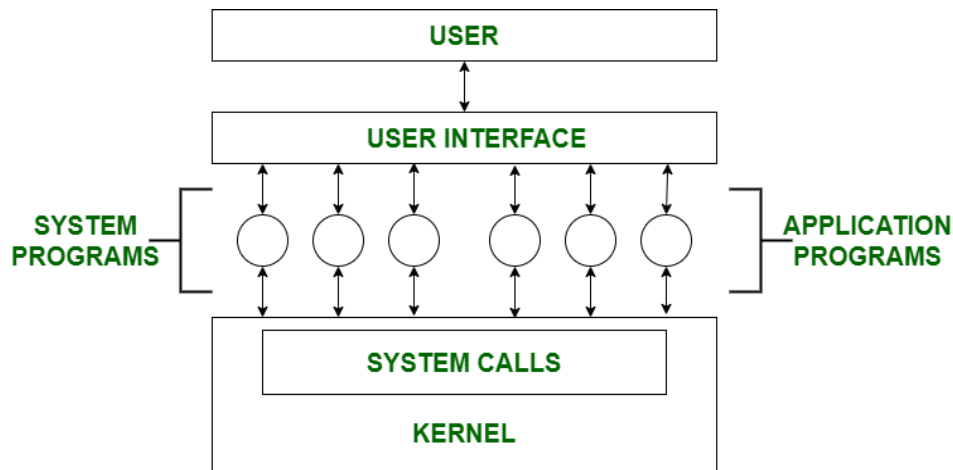 USER
USER INTERFACE
SYSTEM
PROGRAMS
APPLICATION
PROGRAMS
SYSTEM CALLS
KERNEL